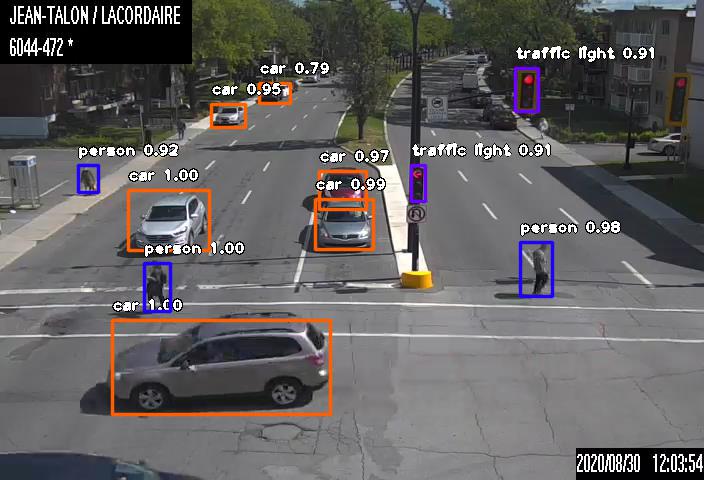 JEAN-TALON / LACORDAIRE
6044-472 *
traffic light 0.91
car 0.79
car 0.95
person 0.92
car 0.97
traffic light 0.91
car 1.00
car 0.99
person 0.98
person 1.00
car 1.00
2020/08/30 12:03:54